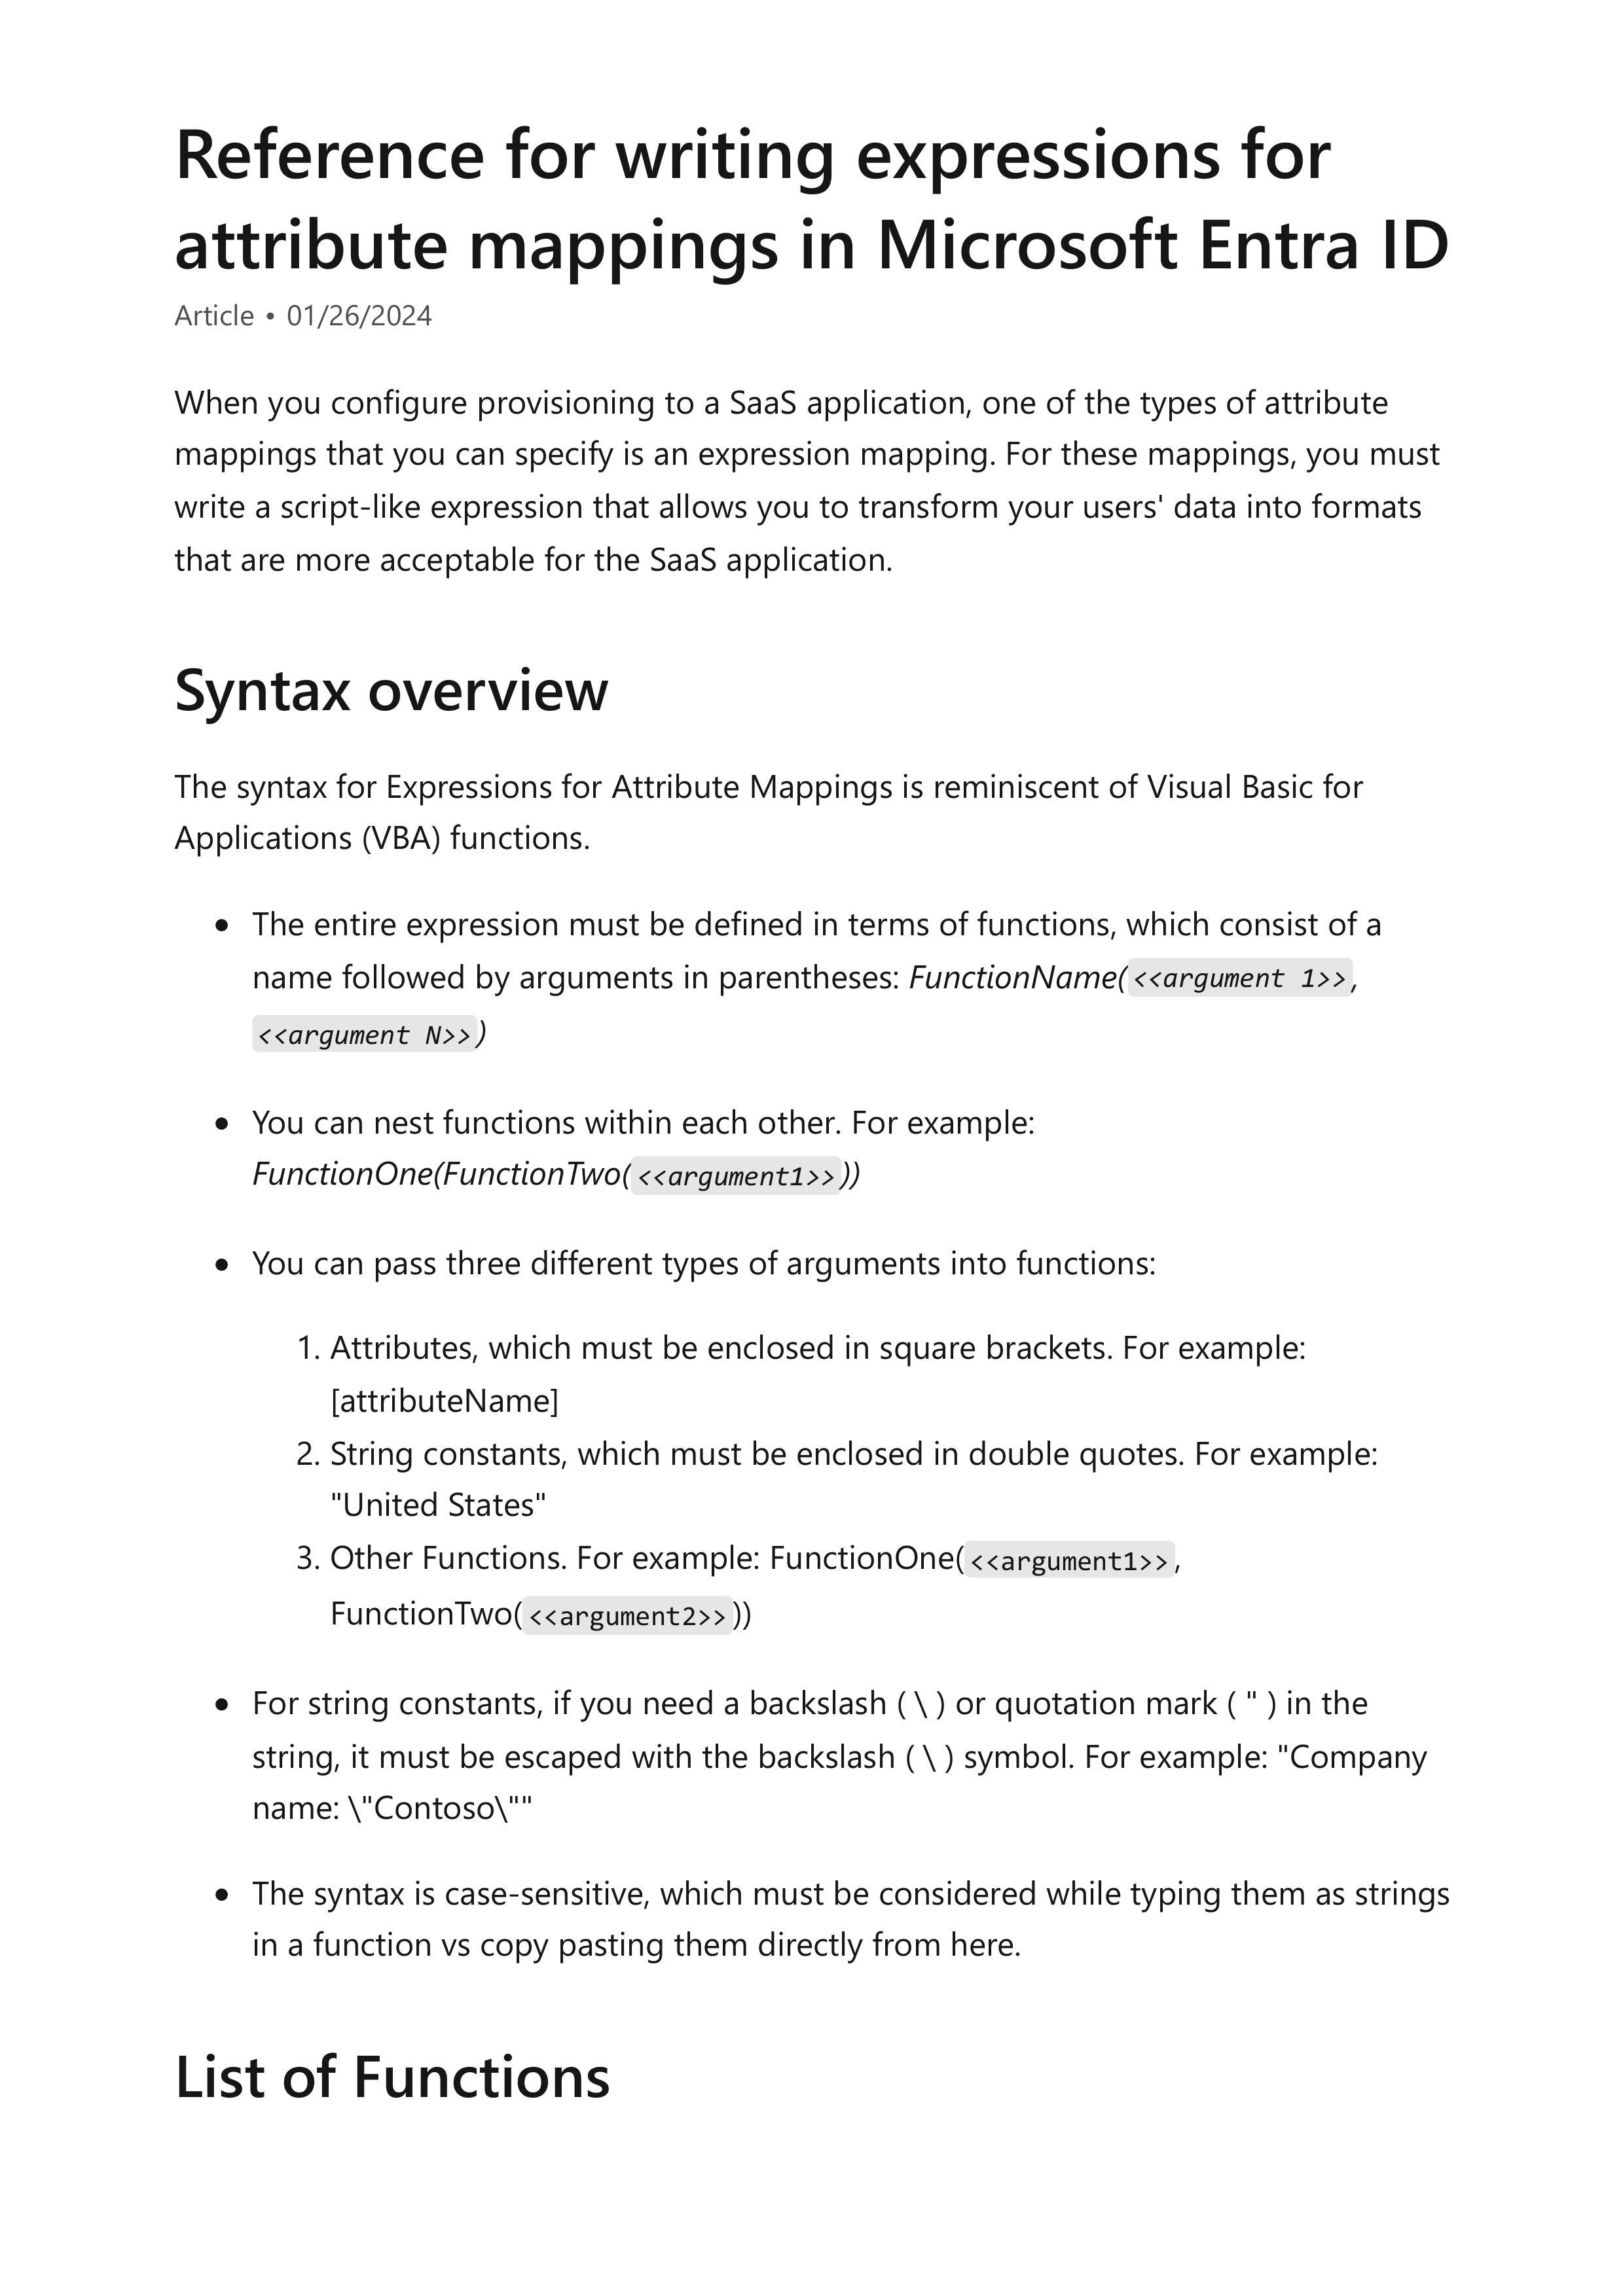 Reference for writing expressions for
attribute mappings in Microsoft Entra ID
Article • 01/26/2024
When you configure provisioning to a SaaS application, one of the types of attribute
mappings that you can specify is an expression mapping. For these mappings, you must
write a script-like expression that allows you to transform your users' data into formats
that are more acceptable for the SaaS application.
Syntax overview
The syntax for Expressions for Attribute Mappings is reminiscent of Visual Basic for
Applications (VBA) functions.
• The entire expression must be defined in terms of functions, which consist of a
name followed by arguments in parentheses: FunctionName(<<argument 1>>,
<<argument N>>)
• You can nest functions within each other. For example:
FunctionOne(FunctionTwo(<<argument1>>))
• You can pass three different types of arguments into functions:
1. Attributes, which must be enclosed in square brackets. For example:
[attributeName]
2. String constants, which must be enclosed in double quotes. For example:
"United States"
3. Other Functions. For example: FunctionOne(<<argument1>>,
FunctionTwo(<<argument2>>))
• For string constants, if you need a backslash ( \ ) or quotation mark ( " ) in the
string, it must be escaped with the backslash ( \ ) symbol. For example: "Company
name: \"Contoso\""
• The syntax is case-sensitive, which must be considered while typing them as strings
in a function vs copy pasting them directly from here.
List of Functions